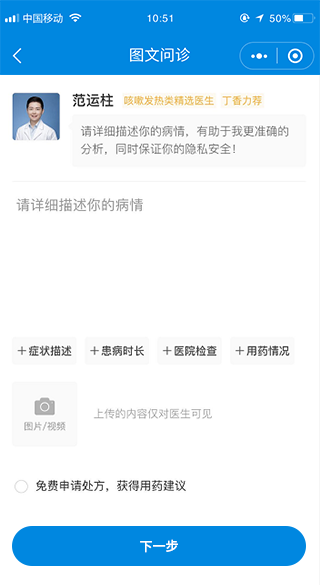 中国移动 10:51 50%
图文问诊
范运柱 咳嗽发热类精选医生 丁香力荐
请详细描述你的病情，有助于我更准确的
分析，同时保证你的隐私安全！
请详细描述你的病情
+症状描述 +患病时长 +医院检查 +用药情况
图片/视频
上传的内容仅对医生可见
免费申请处方，获得用药建议
下一步